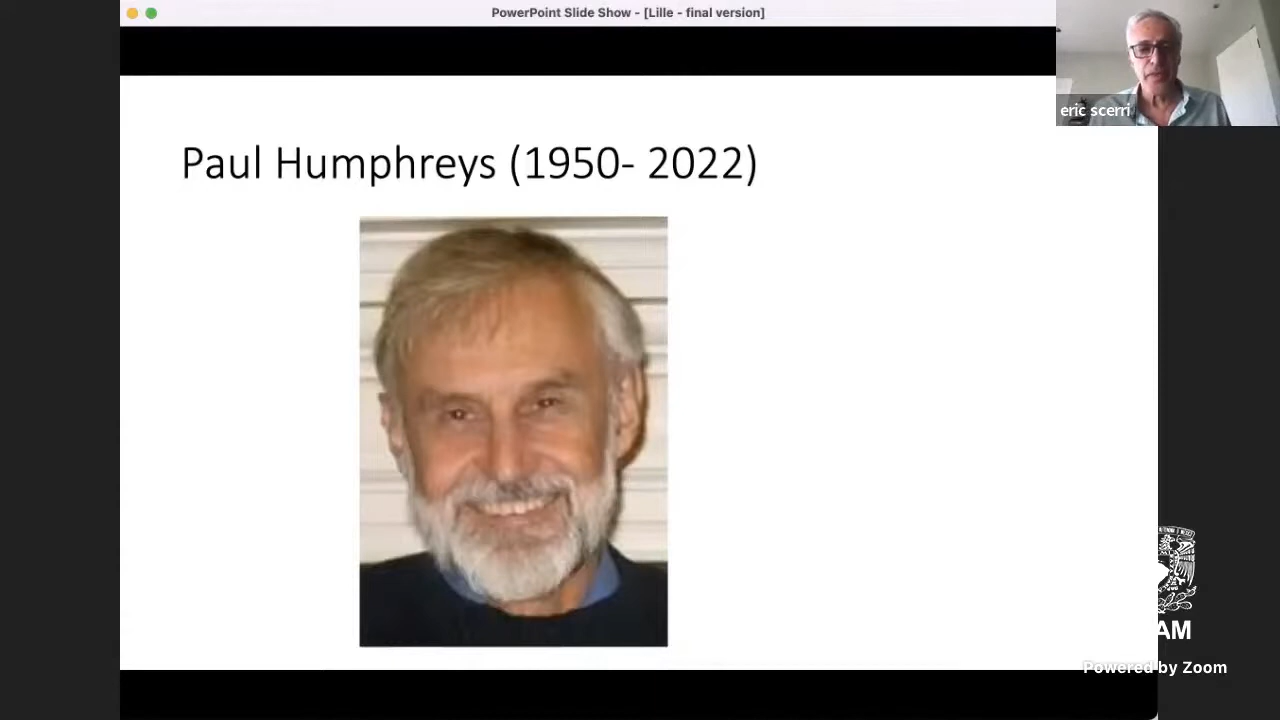 PowerPoint Slide Show - [Lille - final version]
eric scerri
Paul Humphreys (1950- 2022)
AM
Powered by Zoom